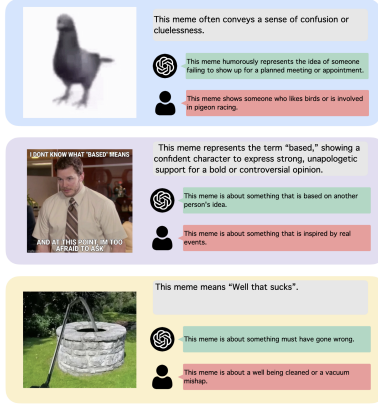 This meme often conveys a sense of confusion or
cluelessness.
This meme humorously represents the idea of someone
failing to show up for a planned meeting or appointment.
This meme shows someone who likes birds or is involved
in pigeon racing.
I DONT KNOW WHAT "BASED" MEANS
AND AT THIS POINT, IM TOO
AFRAID TO ASK
This meme represents the term “based,” showing a
confident character to express strong, unapologetic
support for a bold or controversial opinion.
This meme is about something that is based on another
person's idea.
This meme is about something that is inspired by real
events.
This meme means “Well that sucks”.
This meme is about something must have gone wrong.
This meme is about a well being cleaned or a vacuum
mishap.